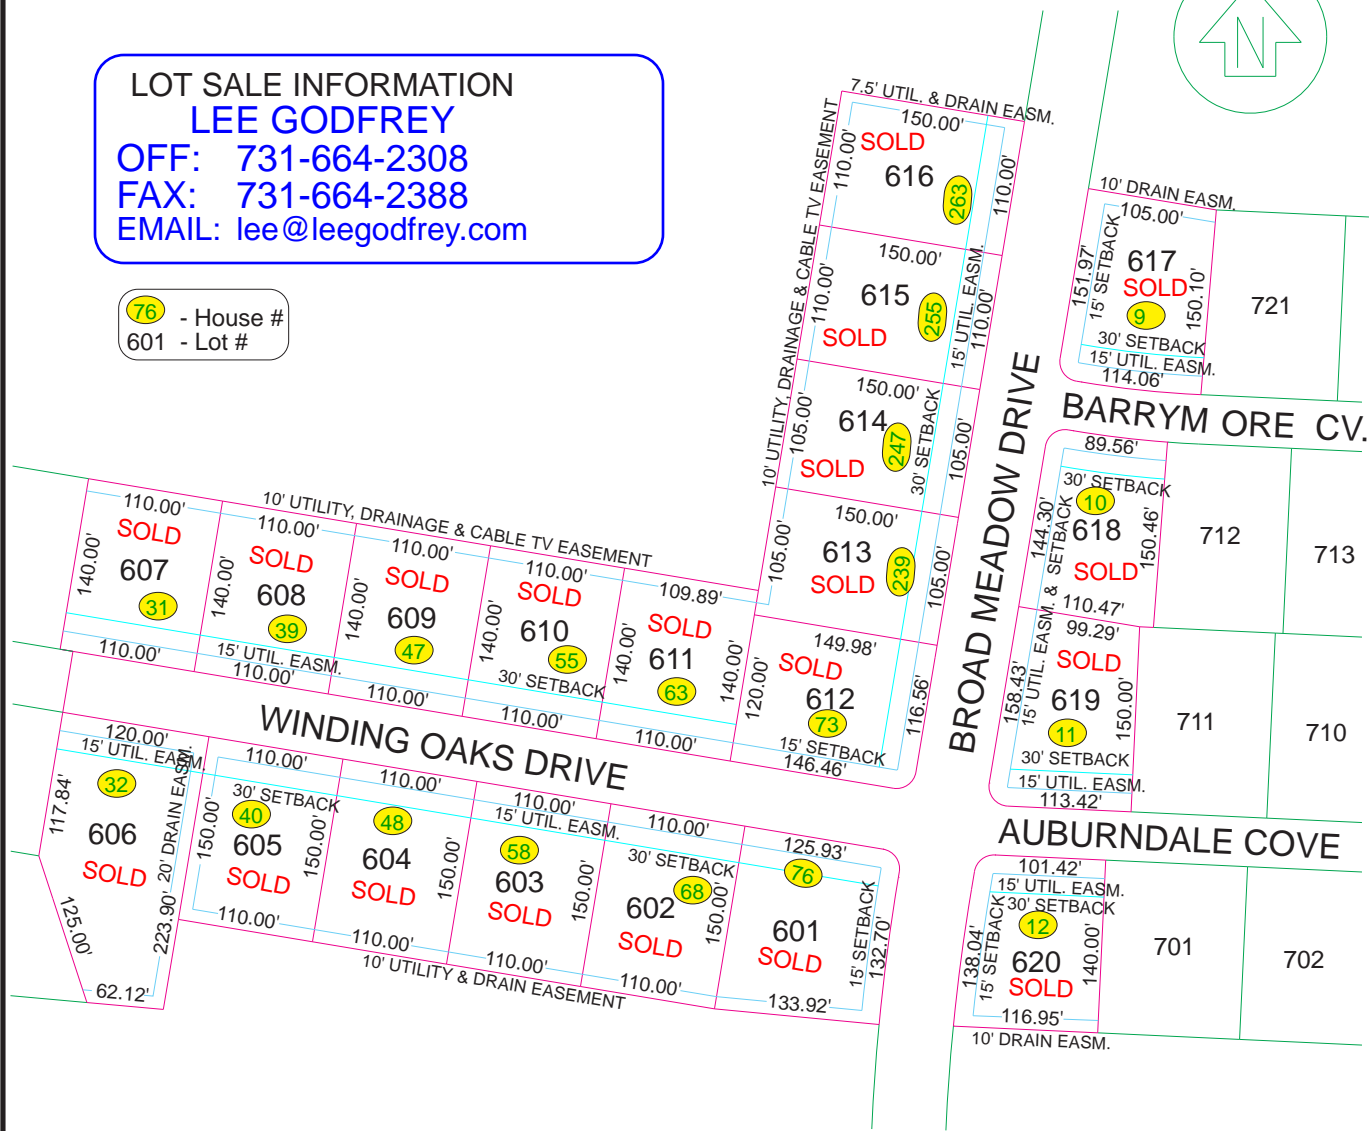 LOT SALE INFORMATION
LEE GODFREY
OFF: 731-664-2308
FAX: 731-664-2388
EMAIL: lee@leegodfrey.com
76 - House #
601 - Lot #
N
7.5' UTIL. & DRAIN EASM.
150.00'
SOLD
616
263
110.00'
110.00'
10' UTILITY, DRAINAGE & CABLE TV EASEMENT
150.00'
615
255
SOLD
110.00'
110.00'
15' UTIL. EASM.
150.00'
614
247
SOLD
105.00'
105.00'
30' SETBACK
150.00'
613
239
SOLD
105.00'
105.00'
149.98'
SOLD
612
73
120.00'
116.56'
15' SETBACK
146.46'
BROAD MEADOW DRIVE
10' DRAIN EASM.
105.00'
617
SOLD
9
151.97'
15' SETBACK
150.10'
30' SETBACK
15' UTIL. EASM.
114.06'
721
BARRYM ORE CV.
89.56'
30' SETBACK
10
618
SOLD
144.30'
150.46'
110.47'
15' UTIL. EASM. & SETBACK
712
713
99.29'
SOLD
619
11
158.43'
150.00'
30' SETBACK
15' UTIL. EASM.
113.42'
711
710
AUBURNDALE COVE
101.42'
15' UTIL. EASM.
30' SETBACK
12
620
SOLD
138.04'
15' SETBACK
140.00'
116.95'
10' DRAIN EASM.
701
702
10' UTILITY, DRAINAGE & CABLE TV EASEMENT
110.00'
SOLD
607
31
140.00'
110.00'
110.00'
SOLD
608
39
140.00'
15' UTIL. EASM.
110.00'
110.00'
SOLD
609
47
140.00'
110.00'
110.00'
SOLD
610
55
140.00'
30' SETBACK
110.00'
109.89'
SOLD
611
63
140.00'
140.00'
110.00'
WINDING OAKS DRIVE
120.00'
15' UTIL. EASM.
32
606
SOLD
117.84'
125.00'
62.12'
223.90'
20' DRAIN EASM.
110.00'
30' SETBACK
40
605
SOLD
150.00'
150.00'
110.00'
110.00'
48
604
SOLD
150.00'
110.00'
110.00'
15' UTIL. EASM.
58
603
SOLD
150.00'
110.00'
110.00'
30' SETBACK
68
602
SOLD
150.00'
110.00'
125.93'
76
601
SOLD
15' SETBACK
132.70'
133.92'
10' UTILITY & DRAIN EASEMENT